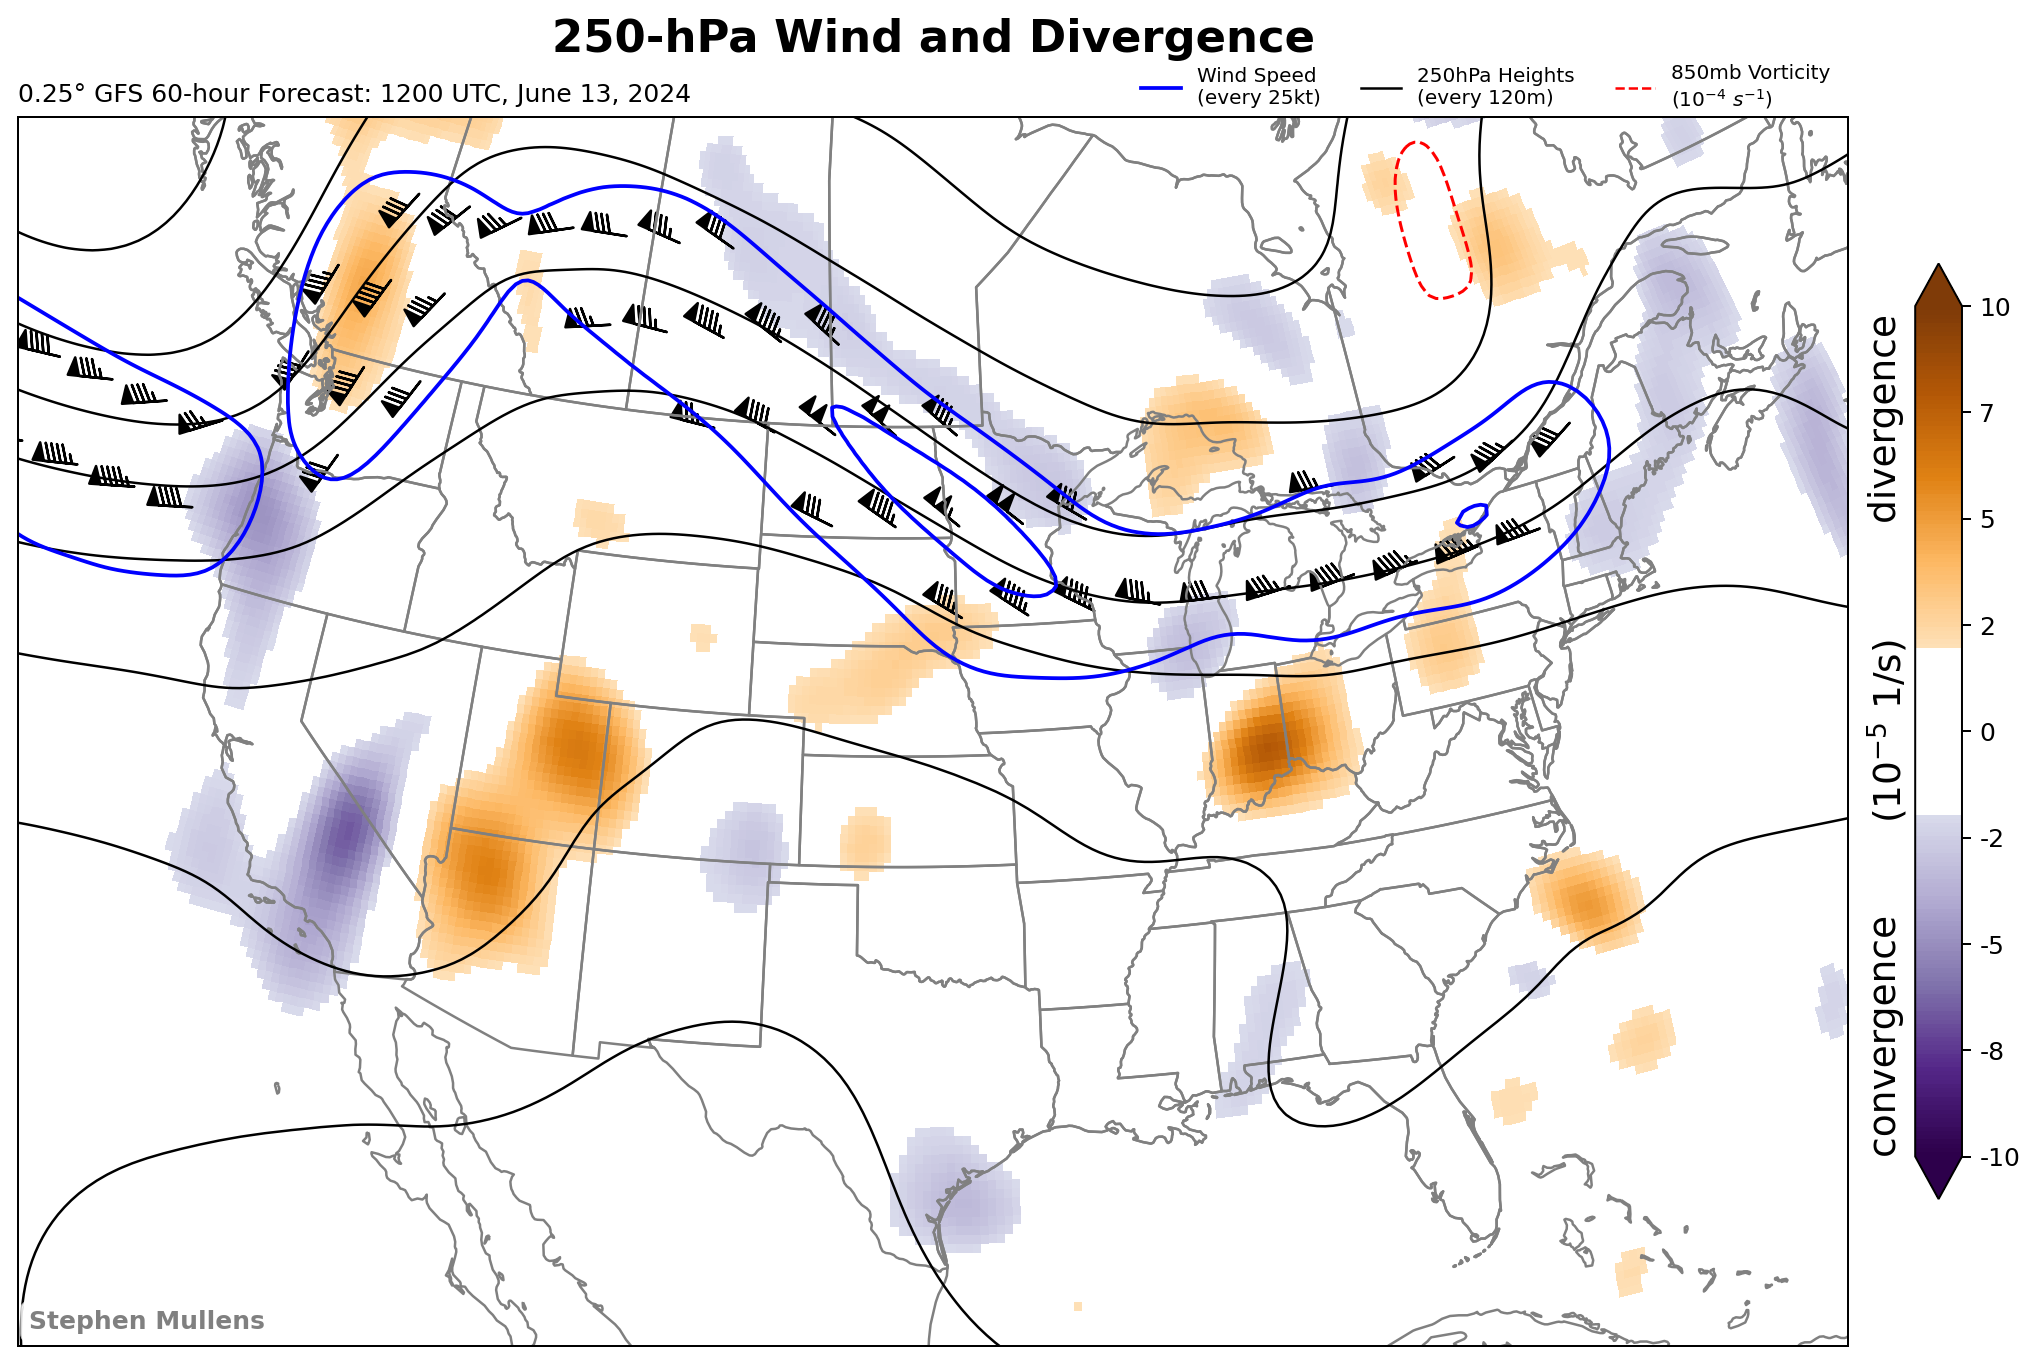 250-hPa Wind and Divergence
0.25° GFS 60-hour Forecast: 1200 UTC, June 13, 2024
Wind Speed
(every 25kt)
250hPa Heights
(every 120m)
850mb Vorticity
(10⁻⁴ s⁻¹)
10
7
5
2
0
-2
-5
-8
-10
convergence (10⁻⁵ 1/s) divergence
Stephen Mullens